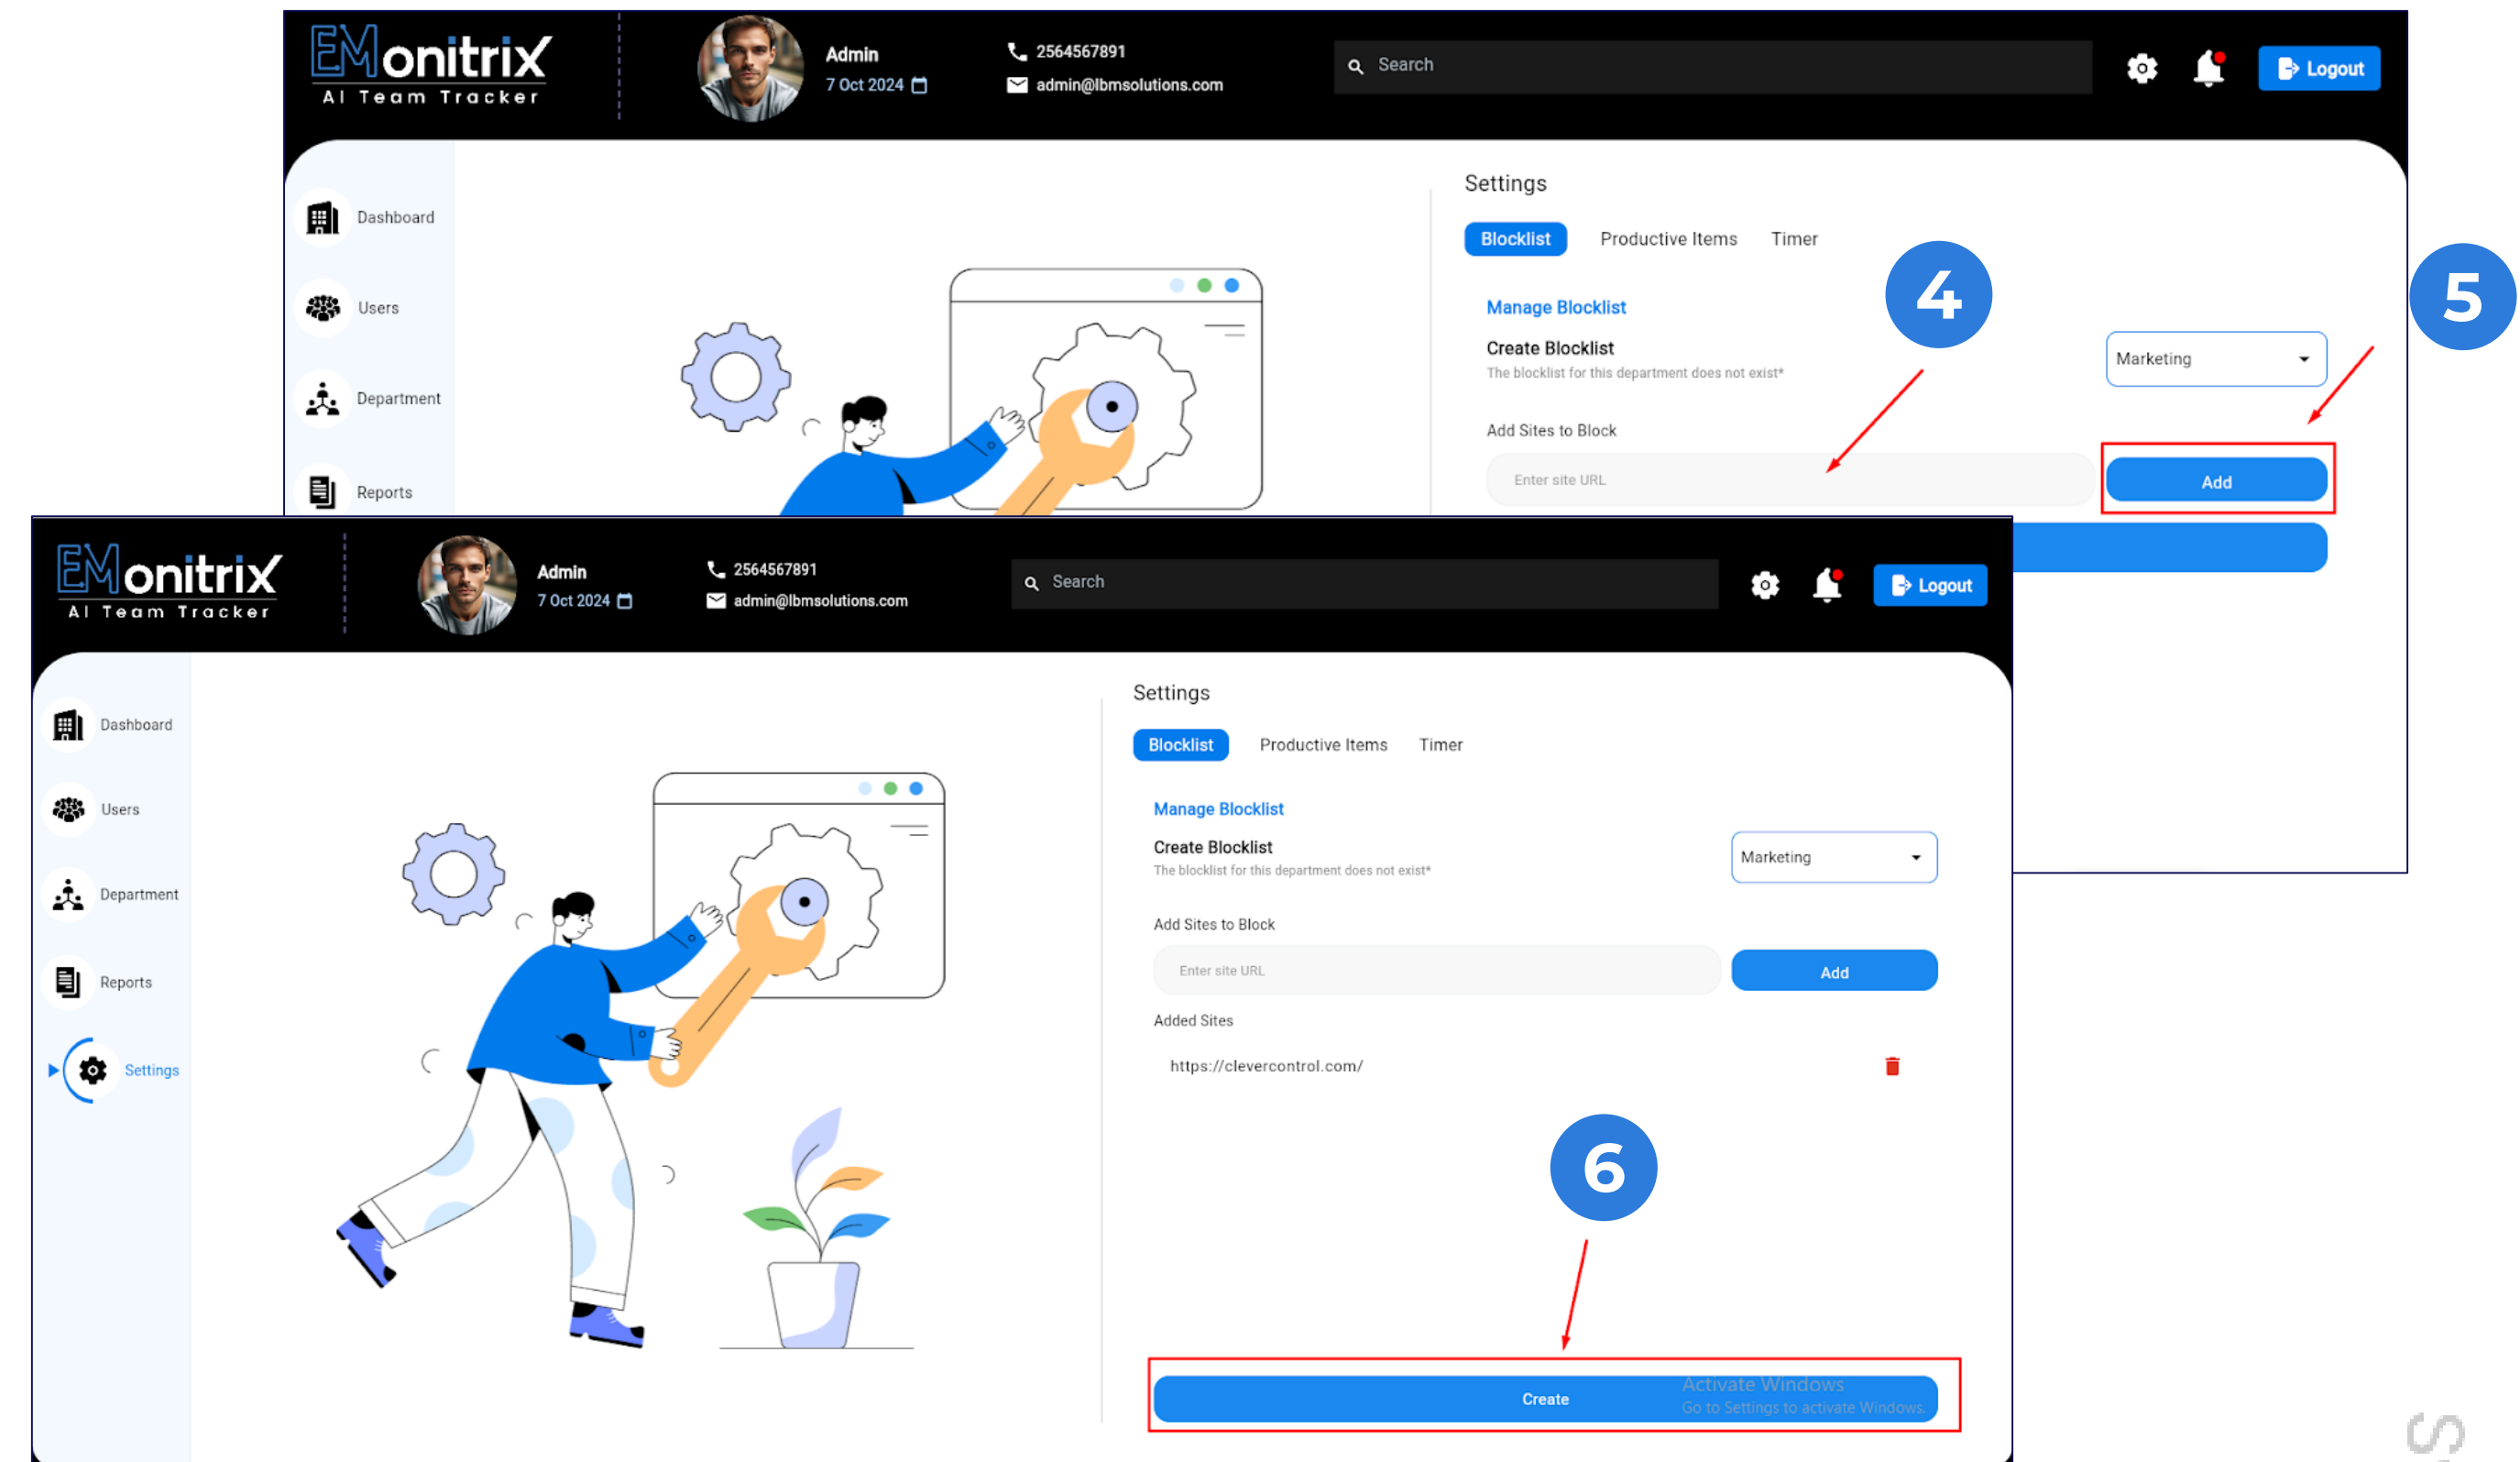 EMonitrix
AI Team Tracker
Admin
7 Oct 2024
2564567891
admin@lbmsolutions.com
Search
Logout
Dashboard
Users
Department
Reports
Settings
Blocklist Productive Items Timer
4
5
Manage Blocklist
Create Blocklist
The blocklist for this department does not exist*
Marketing
Add Sites to Block
Enter site URL
Add
EMonitrix
AI Team Tracker
Admin
7 Oct 2024
2564567891
admin@lbmsolutions.com
Search
Logout
Dashboard
Users
Department
Reports
Settings
Settings
Blocklist Productive Items Timer
Manage Blocklist
Create Blocklist
The blocklist for this department does not exist*
Marketing
Add Sites to Block
Enter site URL
Add
Added Sites
https://clevercontrol.com/
6
Create
Activate Windows
Go to Settings to activate Windows.